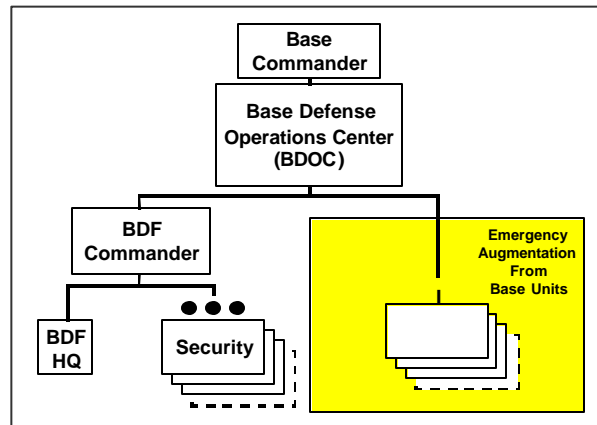 Base
Commander
Base Defense
Operations Center
(BDOC)
BDF
Commander
Emergency
Augmentation
From
Base Units
BDF
HQ
Security